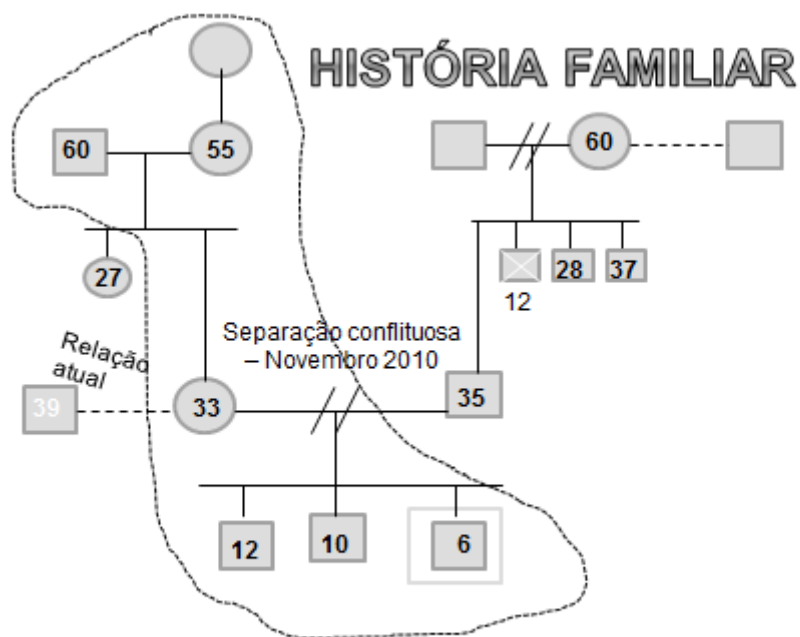 HISTÓRIA FAMILIAR
60
55
60
27
28
37
12
Separação conflituosa
– Novembro 2010
Relação
atual
39
33
35
12
10
6